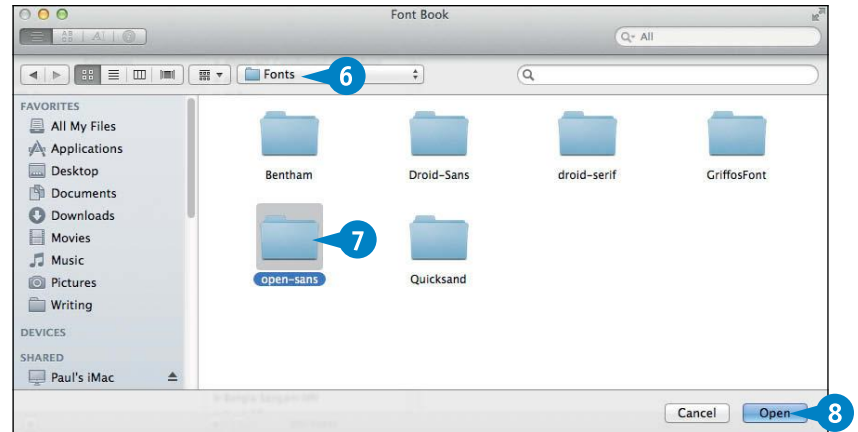 Font Book
All
Fonts 6
FAVORITES
All My Files
Applications
Desktop
Documents
Downloads
Movies
Music
Pictures
Writing
DEVICES
SHARED
Paul's iMac
Bentham Droid-Sans droid-serif GriffosFont
7
open-sans Quicksand
Cancel Open 8